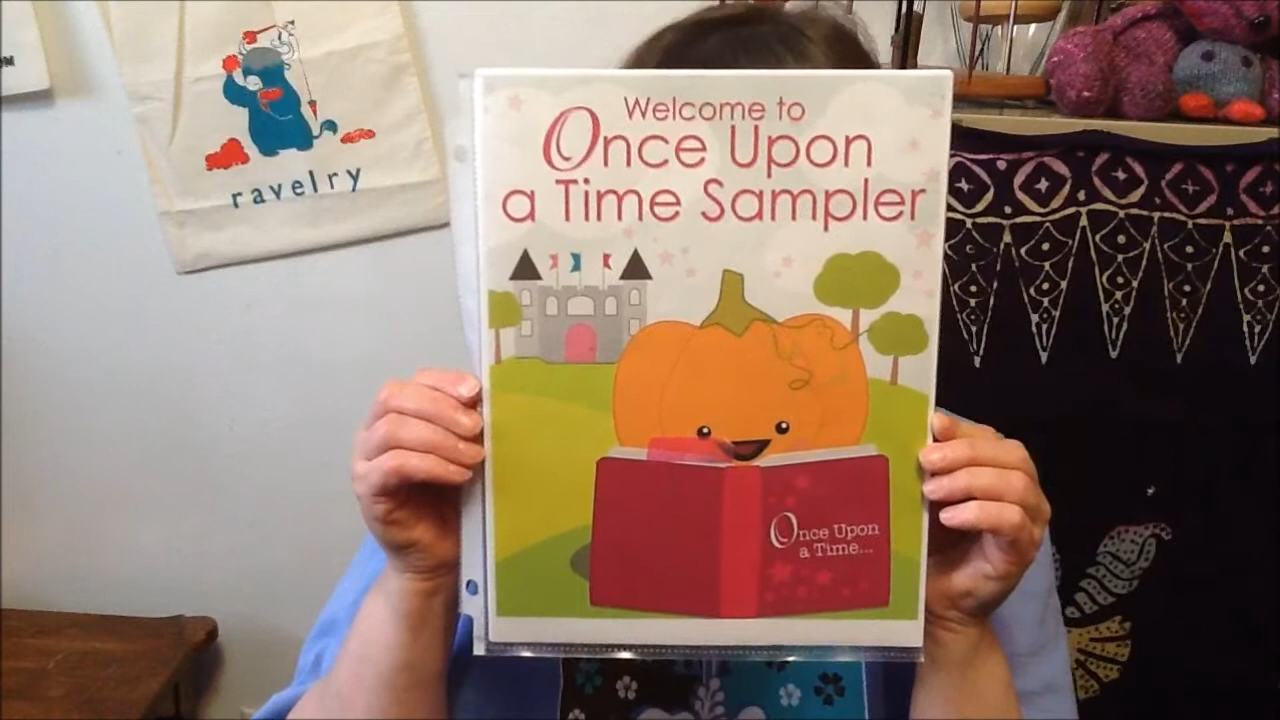 ravelry
Welcome to
Once Upon
a Time Sampler
Once Upon
a Time...